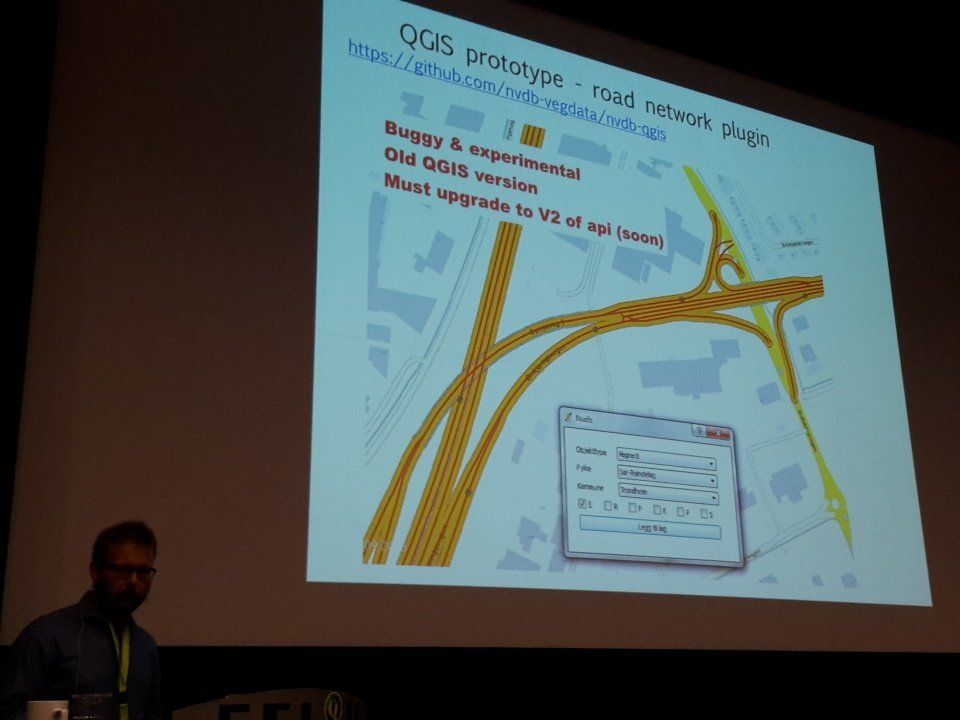 QGIS prototype - road network plugin
https://github.com/nvdb-vegdata/nvdb-qgis
Buggy & experimental
Old QGIS version
Must upgrade to V2 of api (soon)
Nvdb
Objekttype
Vegnett
Fylke
Sør-Trøndelag
Kommune
Trondheim
E R F K P S
Legg til lag